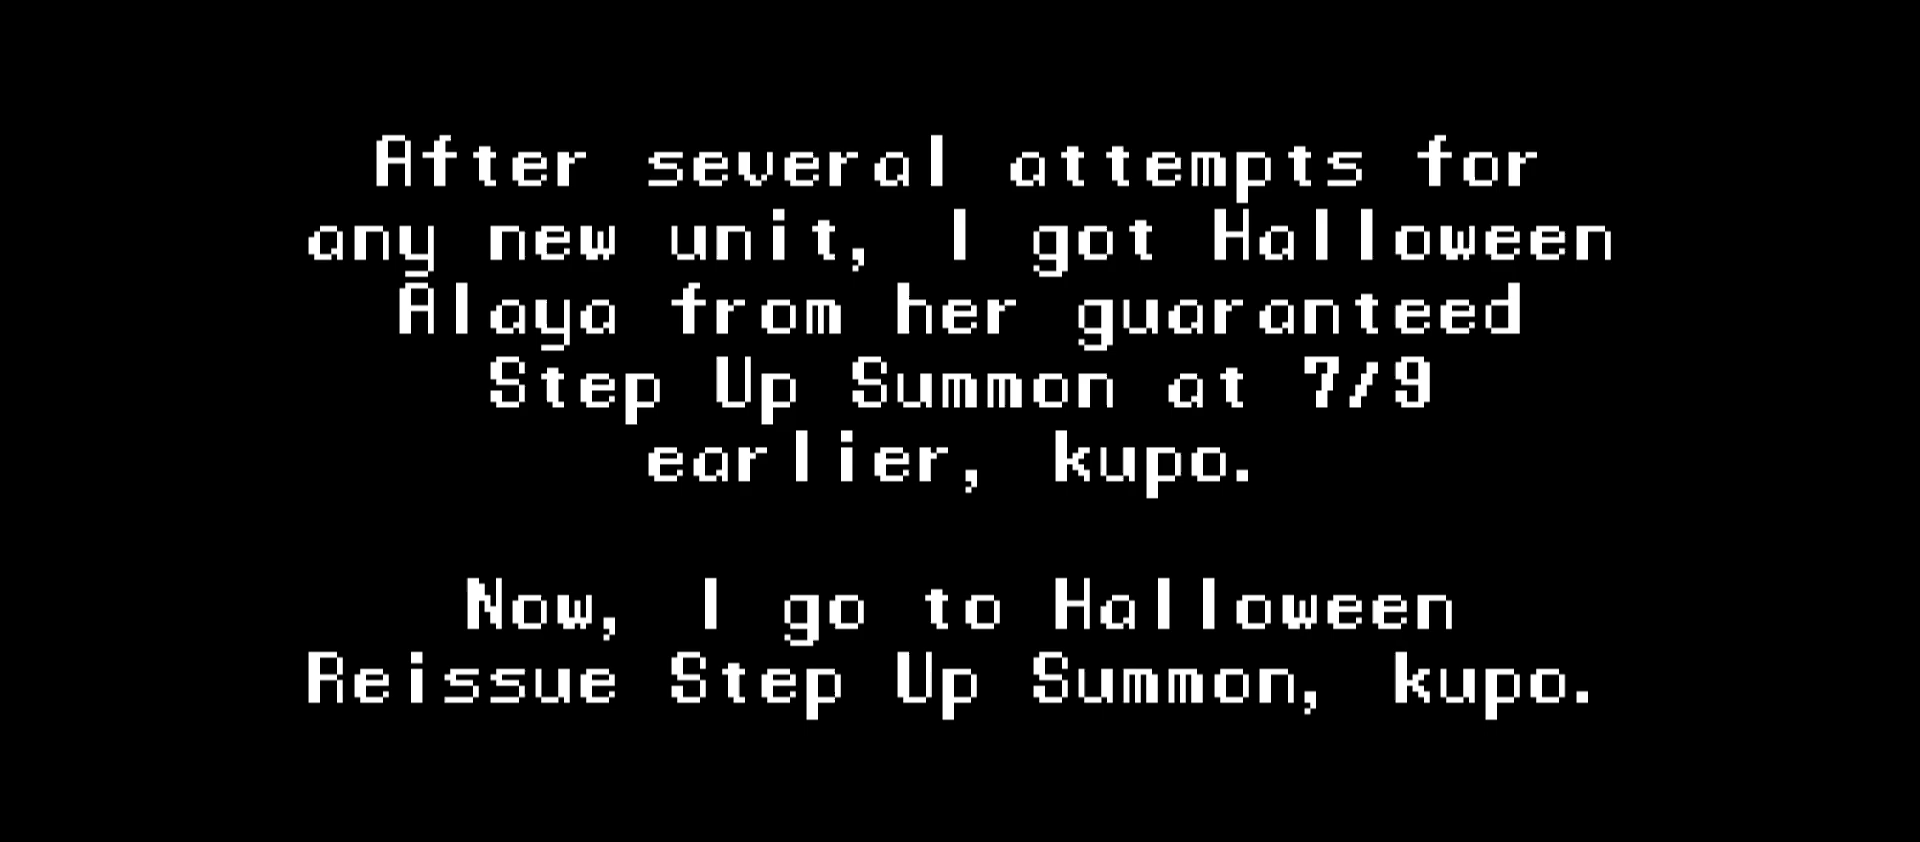 After several attempts for
any new unit, I got Halloween
Alaya from her guaranteed
Step Up Summon at 7/9
earlier, kupo.
Now, I go to Halloween
Reissue Step Up Summon, kupo.